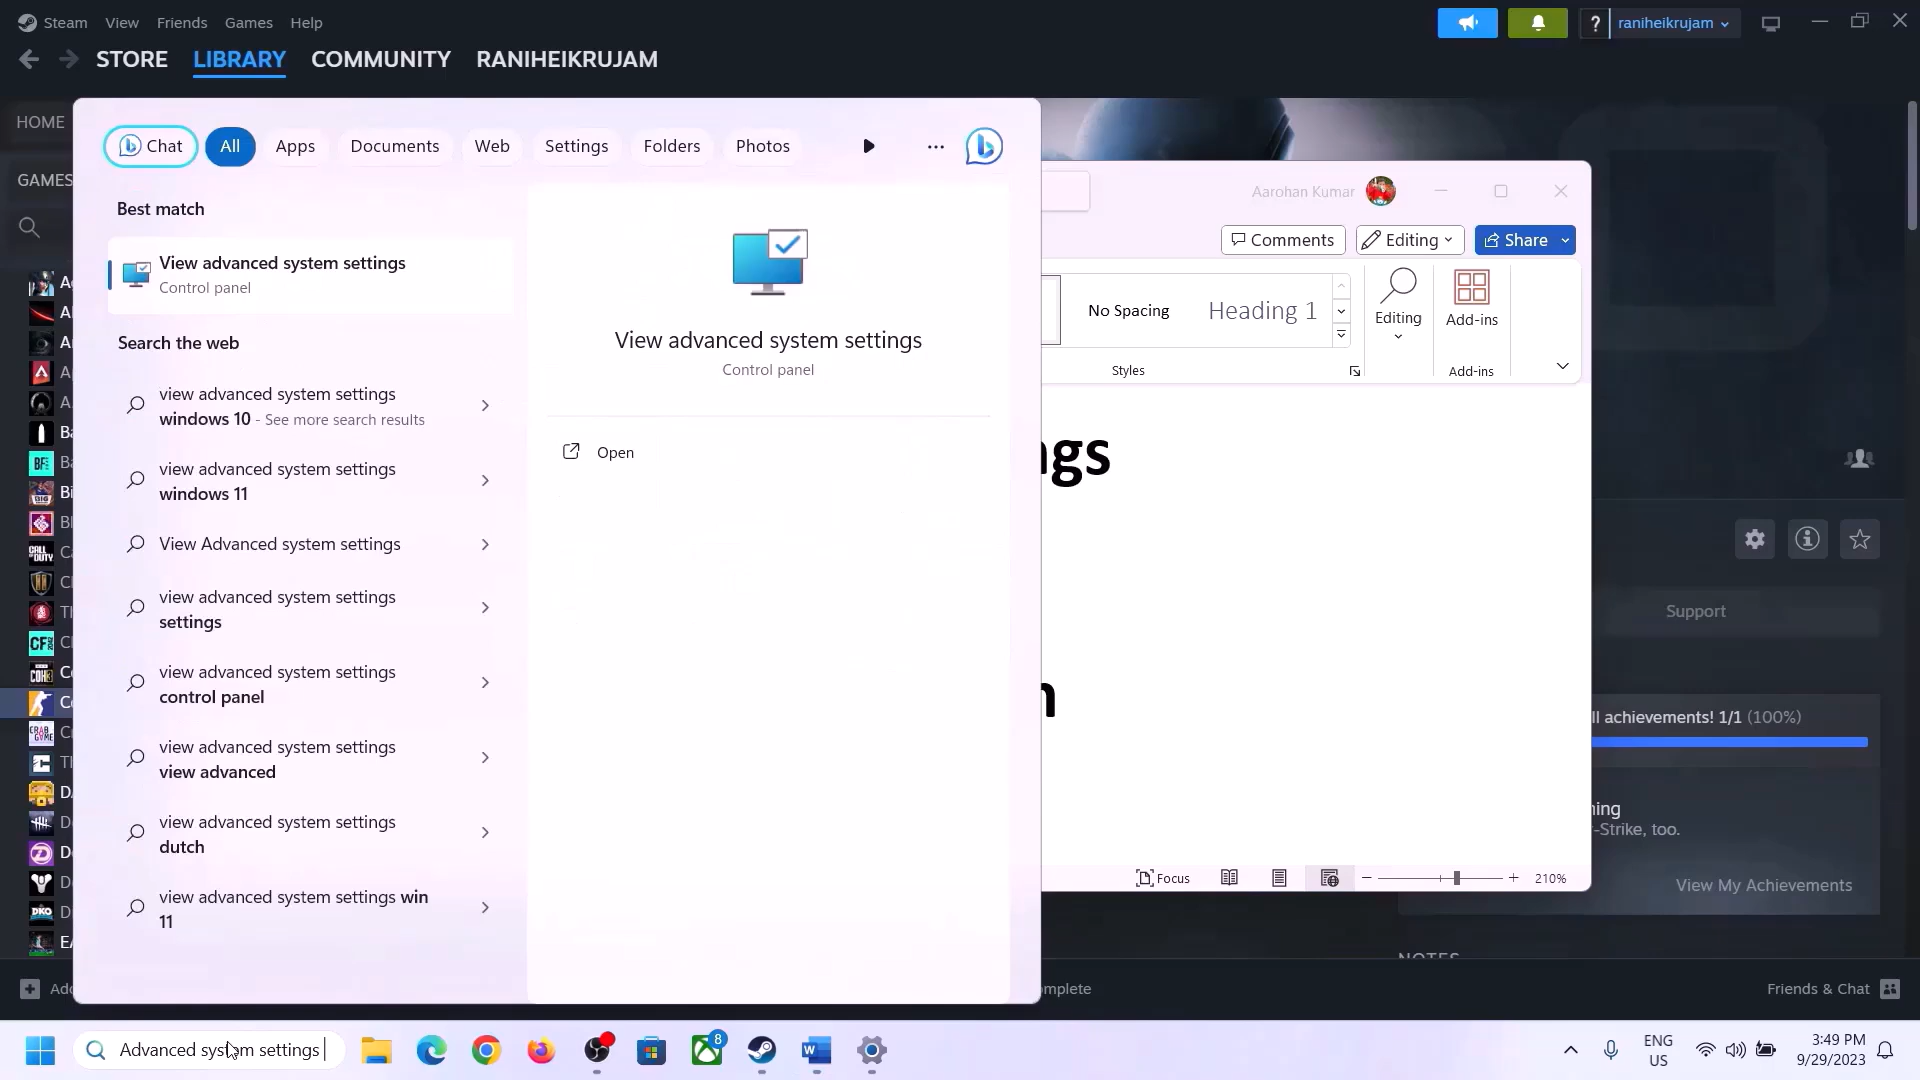 Steam View Friends Games Help
? raniheikrujam
STORE LIBRARY COMMUNITY RANIHEIKRUJAM
HOME
GAMES
Chat All Apps Documents Web Settings Folders Photos
Best match
View advanced system settings
Control panel
Search the web
view advanced system settings
windows 10 - See more search results
view advanced system settings
windows 11
View Advanced system settings
view advanced system settings
settings
view advanced system settings
control panel
view advanced system settings
view advanced
view advanced system settings
dutch
view advanced system settings win
11
View advanced system settings
Control panel
Open
Aarohan Kumar
Comments Editing Share
No Spacing Heading 1
Editing
Add-ins
Styles
Add-ins
ngs
n
Focus
210%
Support
ll achievements! 1/1 (100%)
ning
-Strike, too.
View My Achievements
NOTES
Add
mplete
Friends & Chat
Advanced system settings
8
ENG
US
3:49 PM
9/29/2023